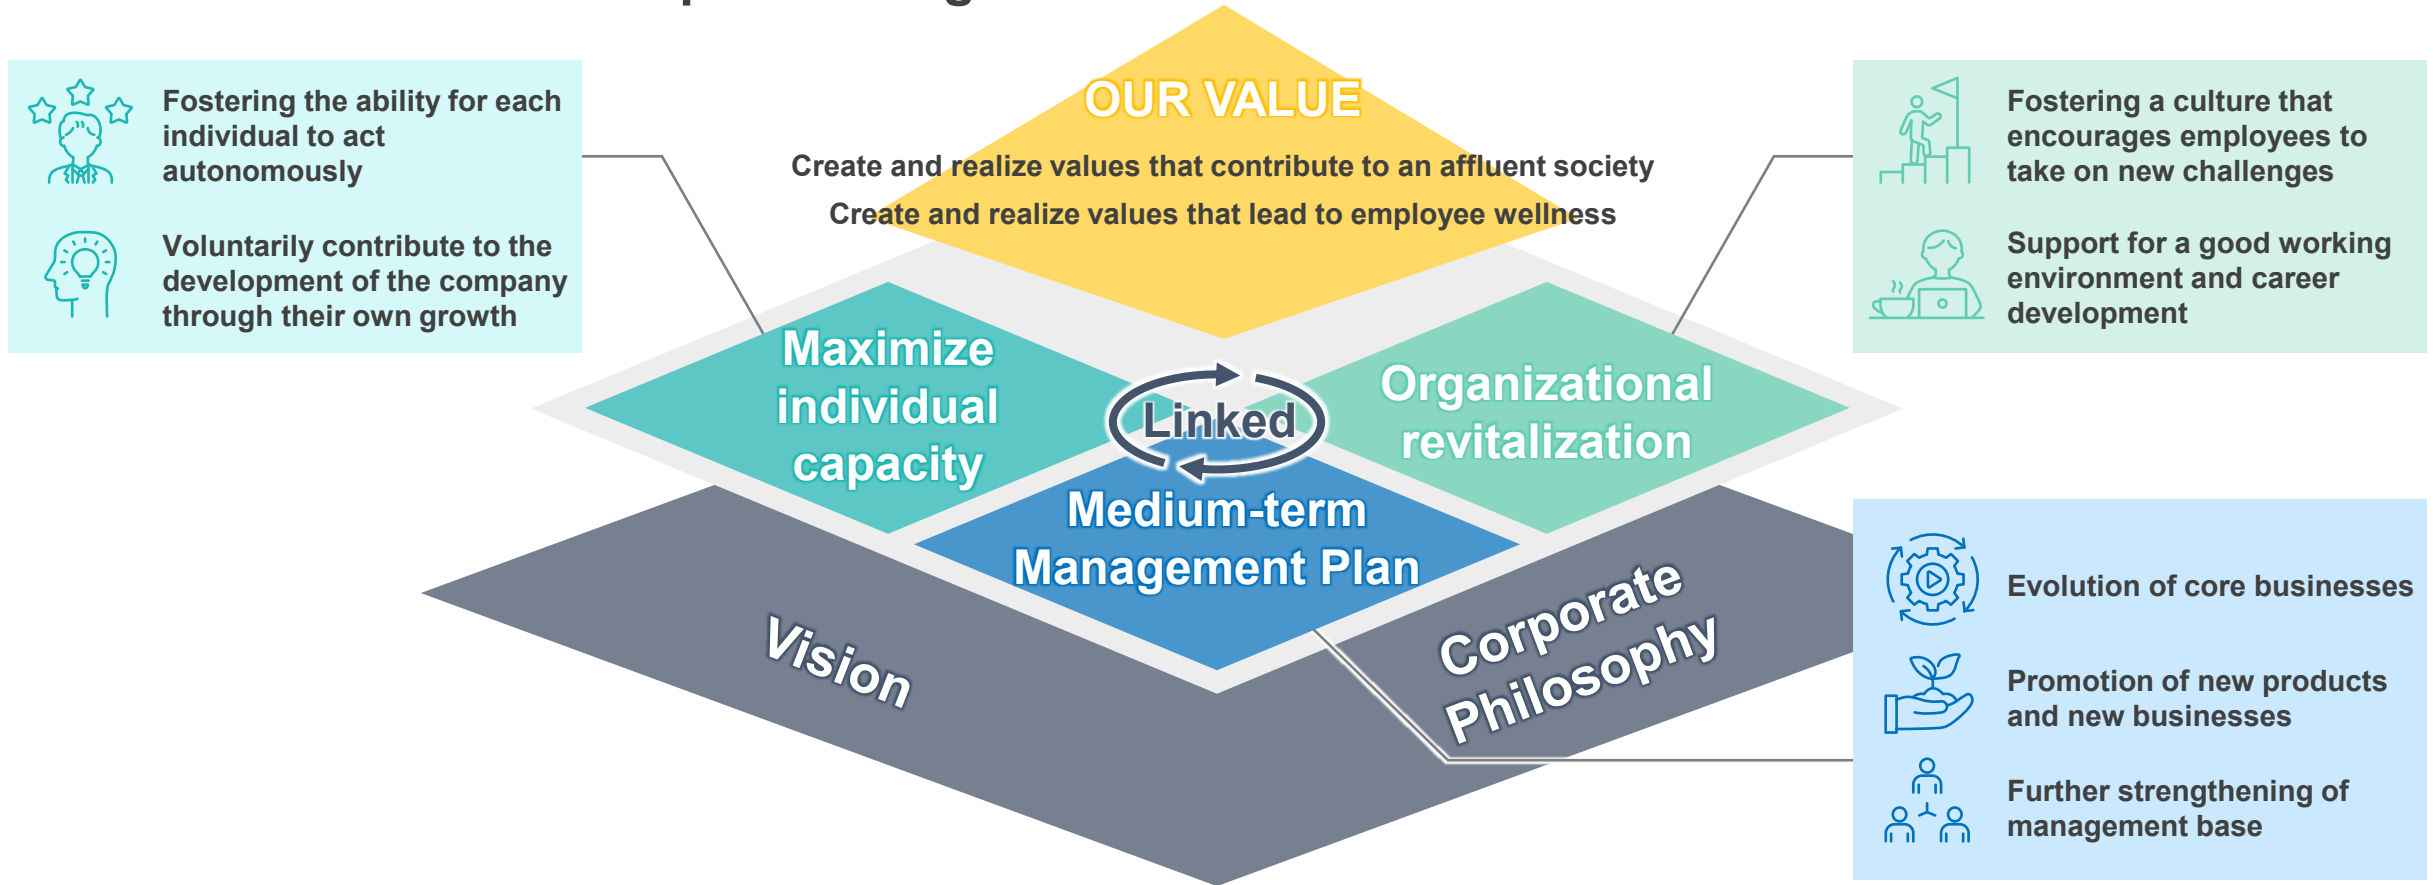 OUR VALUE
Create and realize values that contribute to an affluent society
Create and realize values that lead to employee wellness
Fostering the ability for each
individual to act
autonomously
Voluntarily contribute to the
development of the company
through their own growth
Fostering a culture that
encourages employees to
take on new challenges
Support for a good working
environment and career
development
Maximize
individual
capacity
Linked
Organizational
revitalization
Medium-term
Management Plan
Vision
Corporate
Philosophy
Evolution of core businesses
Promotion of new products
and new businesses
Further strengthening of
management base